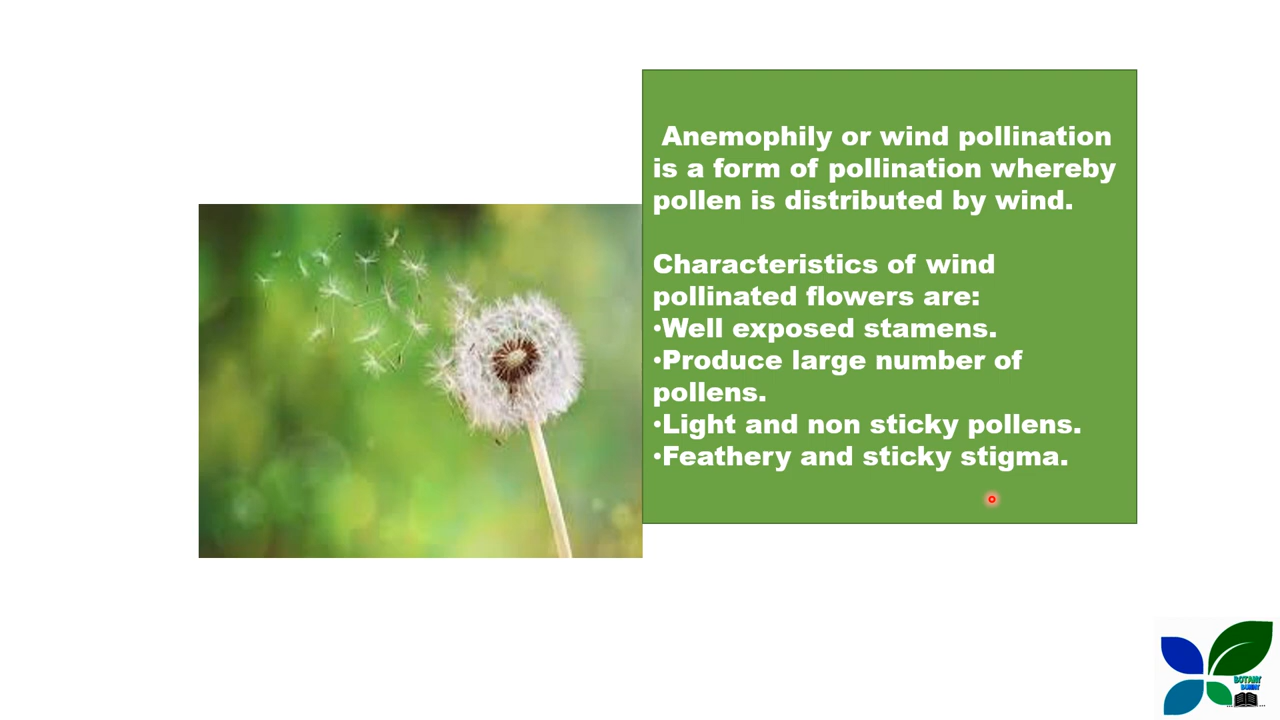 Anemophily or wind pollination
is a form of pollination whereby
pollen is distributed by wind.
Characteristics of wind
pollinated flowers are:
•Well exposed stamens.
•Produce large number of
pollens.
•Light and non sticky pollens.
•Feathery and sticky stigma.
BOTANY
BUNNY